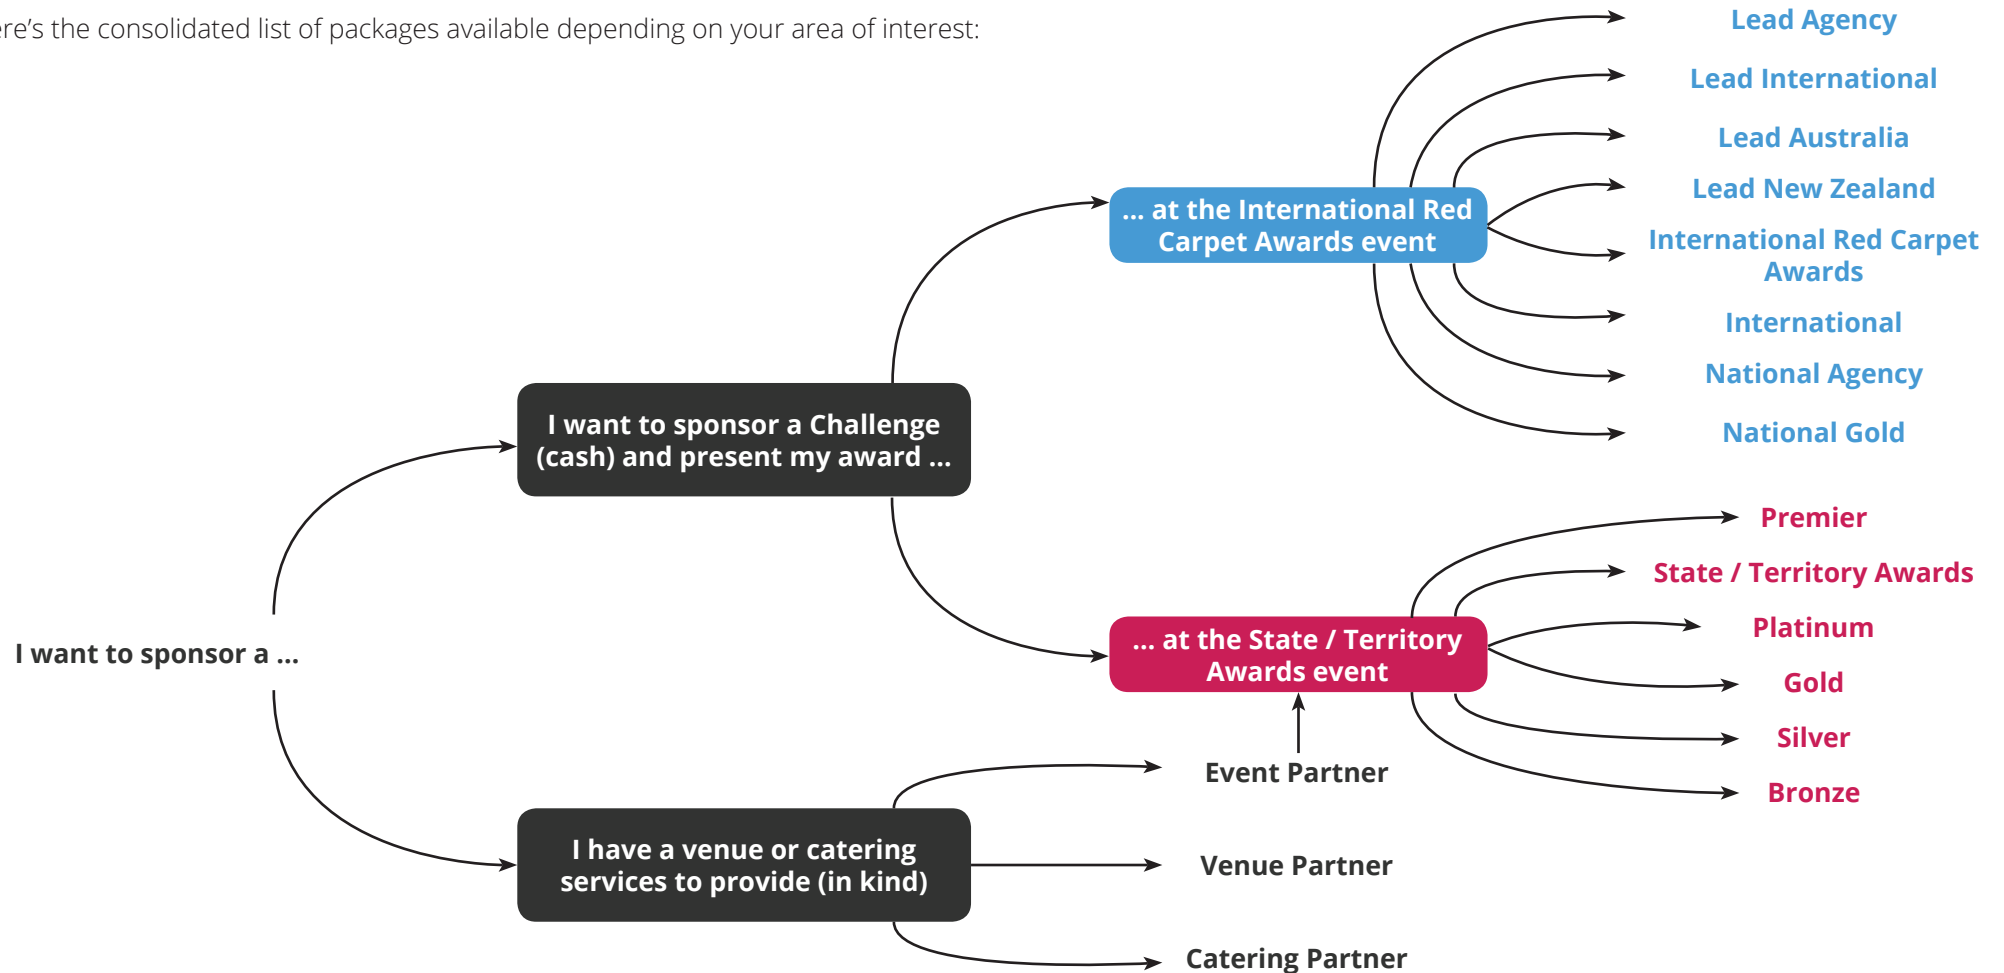 the consolidated list of packages available depending on your area of interest:
Lead Agency
Lead International
Lead Australia
Lead New Zealand
International Red Carpet
Awards
International
National Agency
National Gold
... at the International Red
Carpet Awards event
I want to sponsor a Challenge
(cash) and present my award ...
Premier
State / Territory Awards
Platinum
Gold
Silver
Bronze
... at the State / Territory
Awards event
I want to sponsor a ...
Event Partner
I have a venue or catering
services to provide (in kind)
Venue Partner
Catering Partner